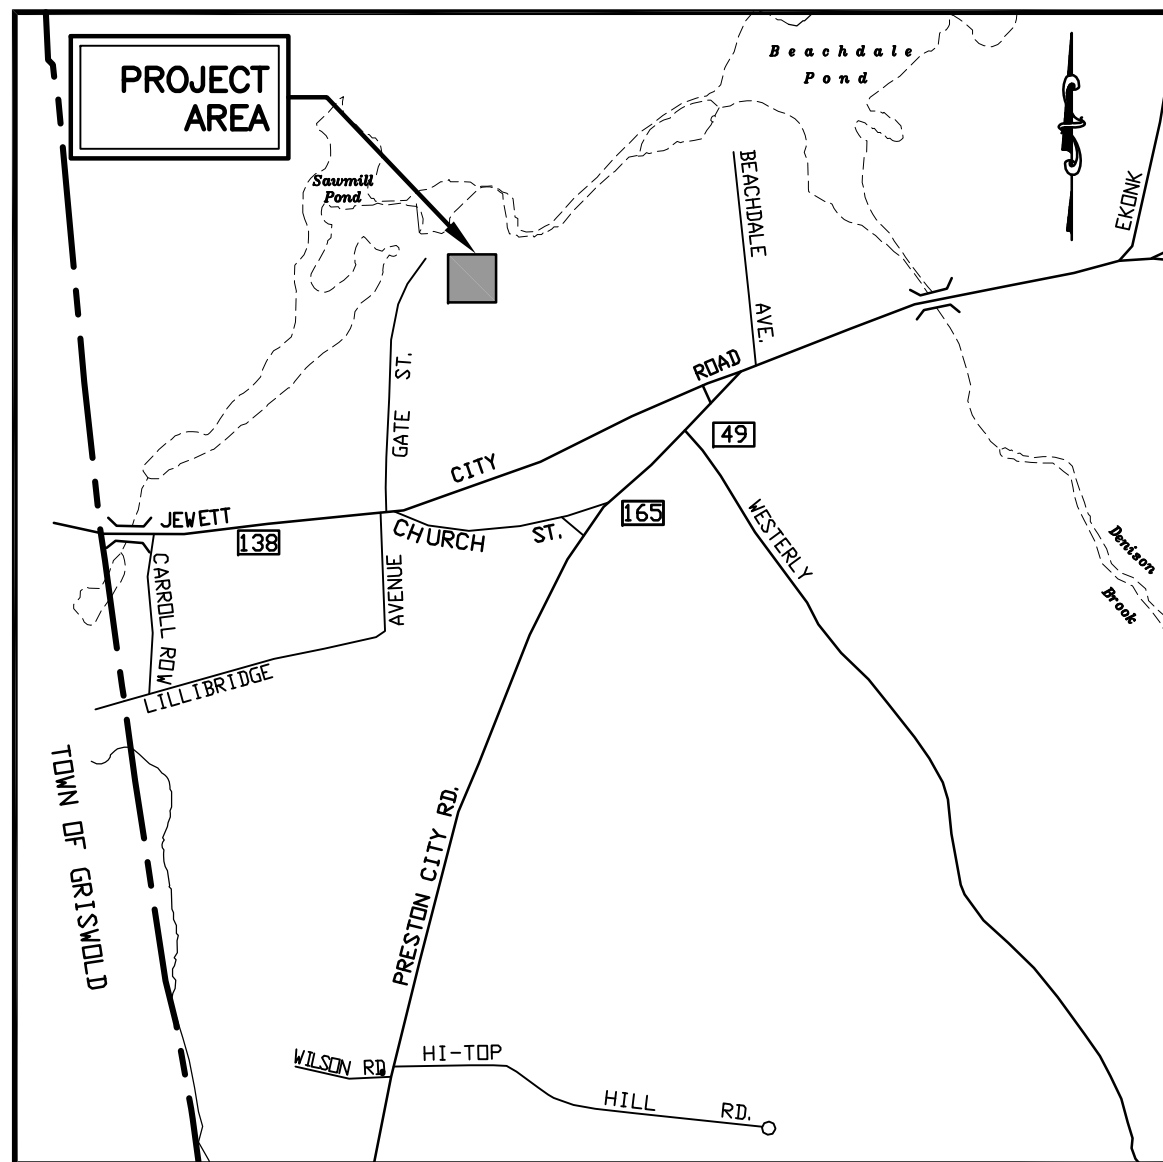 PROJECT
AREA
Beachdale
Pond
Sawmill
Pond
BEACHDALE AVE.
EKONK
GATE ST.
JEWETT CITY ROAD
49
165
138
CHURCH ST.
WESTERLY
Denison
Brook
CARROLL ROW
AVENUE
LILLIBRIDGE
TOWN OF GRISWOLD
PRESTON CITY RD.
WILSON RD.
HI-TOP HILL RD.